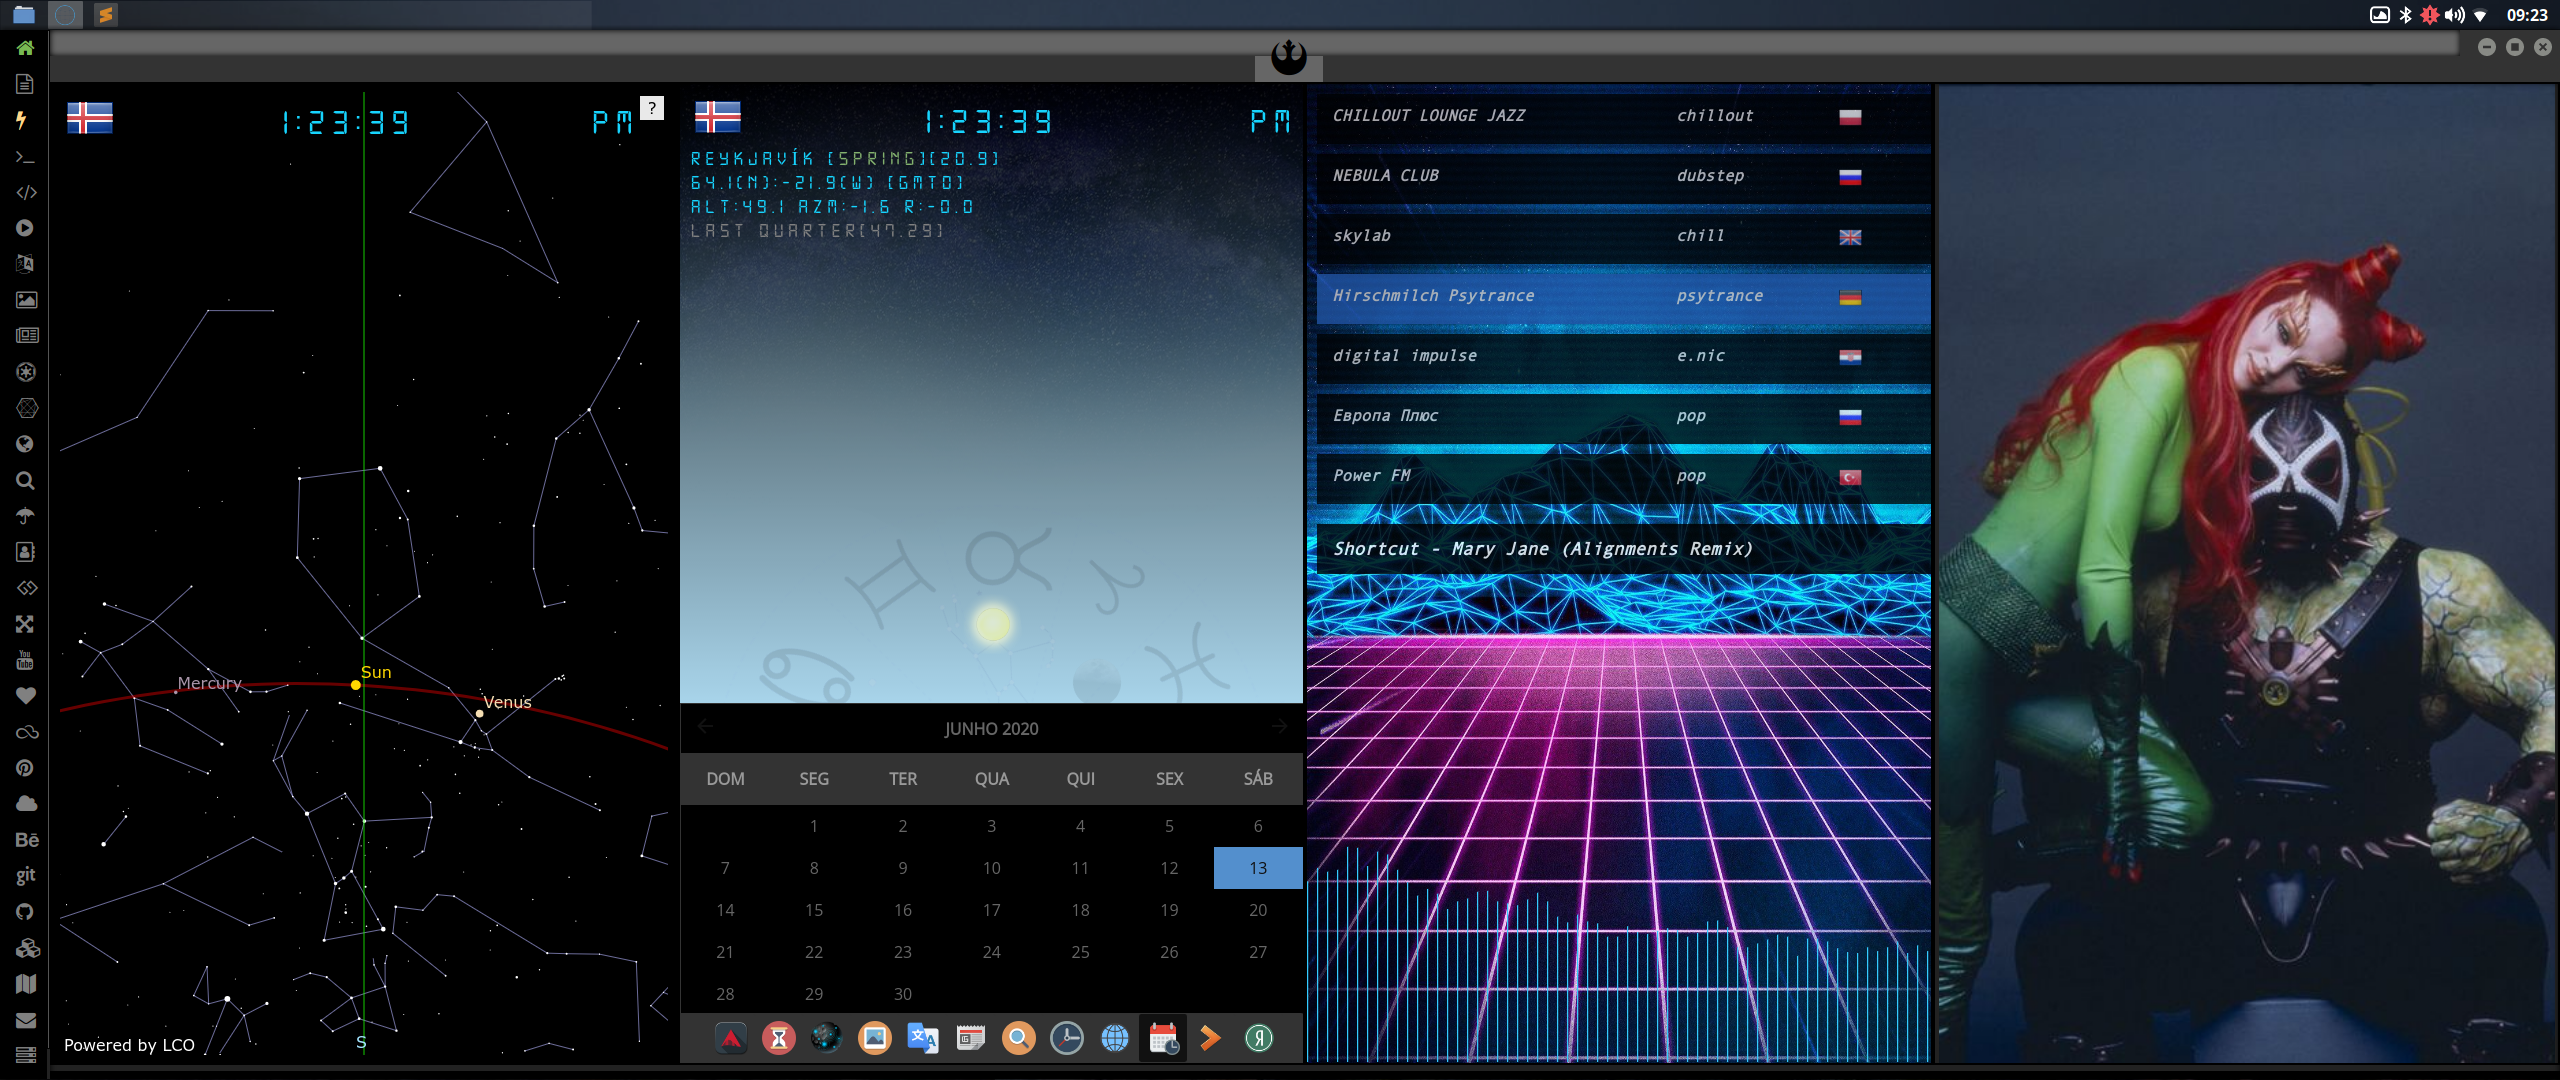 09:23
You
Tube
Bē
git
1:23:39
PM
?
Mercury
Sun
Venus
Powered by LCO
S
1:23:39
PM
REYKJAVÍK [SPRING][20.9]
64.1(N):-21.9(W) [GMT0]
ALT:49.1 AZM:-1.6 R:-0.0
LAST QUARTER[47.29]
JUNHO 2020
DOM SEG TER QUA QUI SEX SÁB
1 2 3 4 5 6
7 8 9 10 11 12 13
14 15 16 17 18 19 20
21 22 23 24 25 26 27
28 29 30
CHILLOUT LOUNGE JAZZ chillout
NEBULA CLUB dubstep
skylab chill
Hirschmilch Psytrance psytrance
digital impulse e.nic
Европа Плюс pop
Power FM pop
Shortcut - Mary Jane (Alignments Remix)